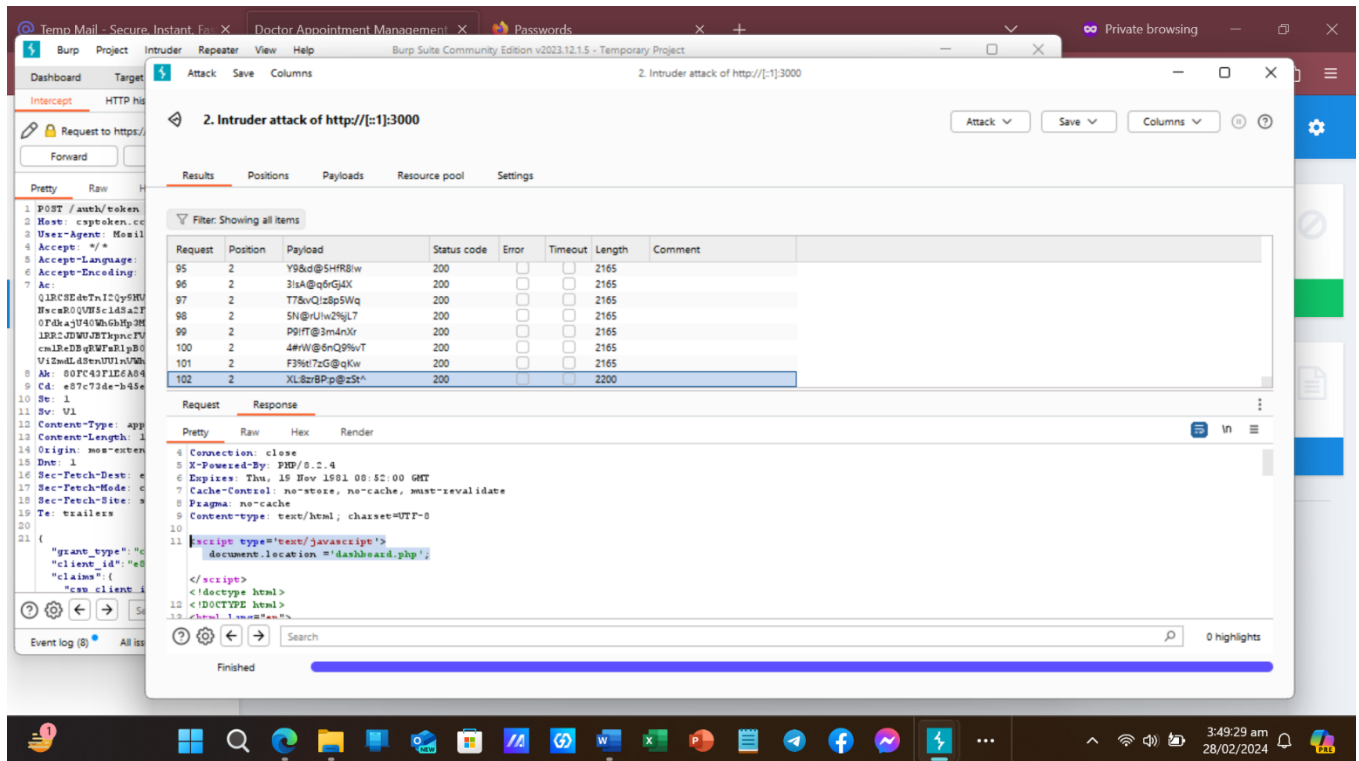 Temp Mail - Secure, Instant, Fas
Doctor Appointment Management
Passwords
Private browsing
Burp Project Intruder Repeater View Help
Burp Suite Community Edition v2023.12.1.5 - Temporary Project
Dashboard Target
Intercept HTTP his
Request to https:/
Forward
Pretty Raw H
1 POST /auth/token
2 Host: csptoken.cc
3 User-Agent: Mozil
4 Accept: */*
5 Accept-Language:
6 Accept-Encoding:
7 Ac:
8 Ak:
9 Cd: e87c73de-b45e
10 St: 1
11 Sv: V1
12 Content-Type: app
13 Content-Length: 1
14 Origin: moz-exten
15 Dnt: 1
16 Sec-Fetch-Dest: e
17 Sec-Fetch-Mode: c
18 Sec-Fetch-Site: s
19 Te: trailers
20
21 {
"grant_type":"c
"client_id":"e8
"claims":{
"csp_client_i
Event log (8) All iss
Attack Save Columns
2. Intruder attack of http://[::1]:3000
2. Intruder attack of http://[::1]:3000
Attack Save Columns
Results Positions Payloads Resource pool Settings
Filter: Showing all items
Request Position Payload Status code Error Timeout Length Comment
95 2 Y9&d@5HfR8!w 200 2165
96 2 3!sA@q6rGj4X 200 2165
97 2 T7&vQ!z8p5Wq 200 2165
98 2 5N@rU!w2%jL7 200 2165
99 2 P9!fT@3m4nXr 200 2165
100 2 4#rW@6nQ9%vT 200 2165
101 2 F3%t!7zG@qKw 200 2165
102 2 XL:8zrBP:p@zSt^ 200 2200
Request Response
Pretty Raw Hex Render
\n
4 Connection: close
5 X-Powered-By: PHP/8.2.4
6 Expires: Thu, 19 Nov 1981 08:52:00 GMT
7 Cache-Control: no-store, no-cache, must-revalidate
8 Pragma: no-cache
9 Content-type: text/html; charset=UTF-8
10
11 <script type='text/javascript'>
document.location ='dashboard.php';
</script>
<!doctype html>
12 <!DOCTYPE html>
13 <html lang="en">
Search
0 highlights
Finished
1
NEW
3:49:29 am
28/02/2024
PRE